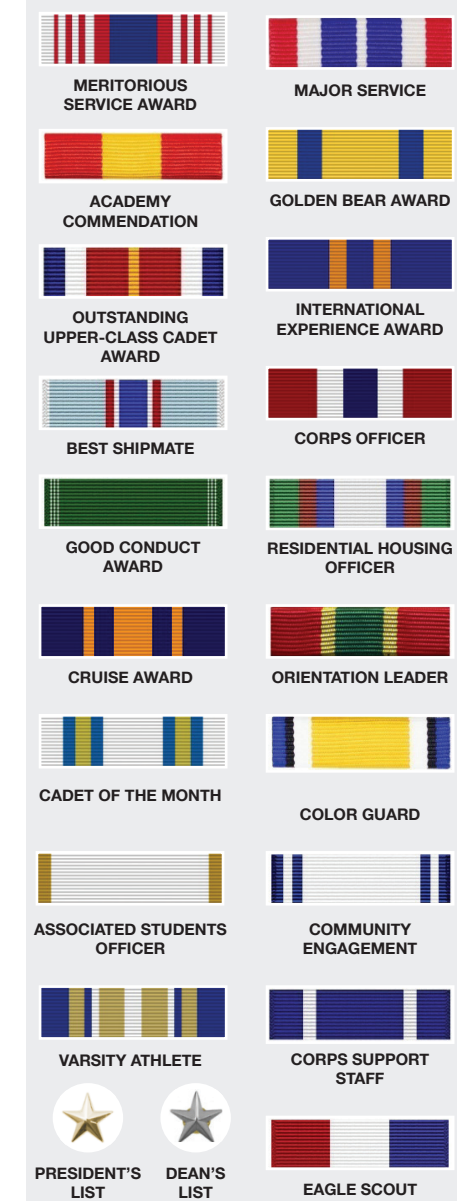 MERITORIOUS
SERVICE AWARD
MAJOR SERVICE
ACADEMY
COMMENDATION
GOLDEN BEAR AWARD
OUTSTANDING
UPPER-CLASS CADET
AWARD
INTERNATIONAL
EXPERIENCE AWARD
BEST SHIPMATE
CORPS OFFICER
GOOD CONDUCT
AWARD
RESIDENTIAL HOUSING
OFFICER
CRUISE AWARD
ORIENTATION LEADER
CADET OF THE MONTH
COLOR GUARD
ASSOCIATED STUDENTS
OFFICER
COMMUNITY
ENGAGEMENT
VARSITY ATHLETE
CORPS SUPPORT
STAFF
PRESIDENT'S
LIST
DEAN'S
LIST
EAGLE SCOUT